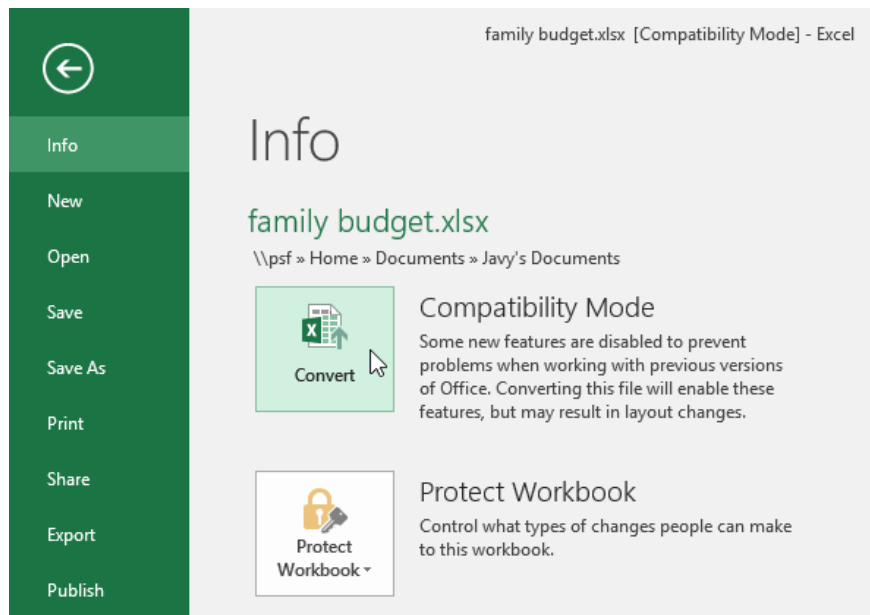 family budget.xlsx [Compatibility Mode] - Excel
Info
Info
New
family budget.xlsx
Open
\\psf » Home » Documents » Javy's Documents
Save
Compatibility Mode
Some new features are disabled to prevent
problems when working with previous versions
of Office. Converting this file will enable these
features, but may result in layout changes.
Convert
Save As
Print
Share
Protect Workbook
Control what types of changes people can make
to this workbook.
Export
Protect
Workbook
Publish